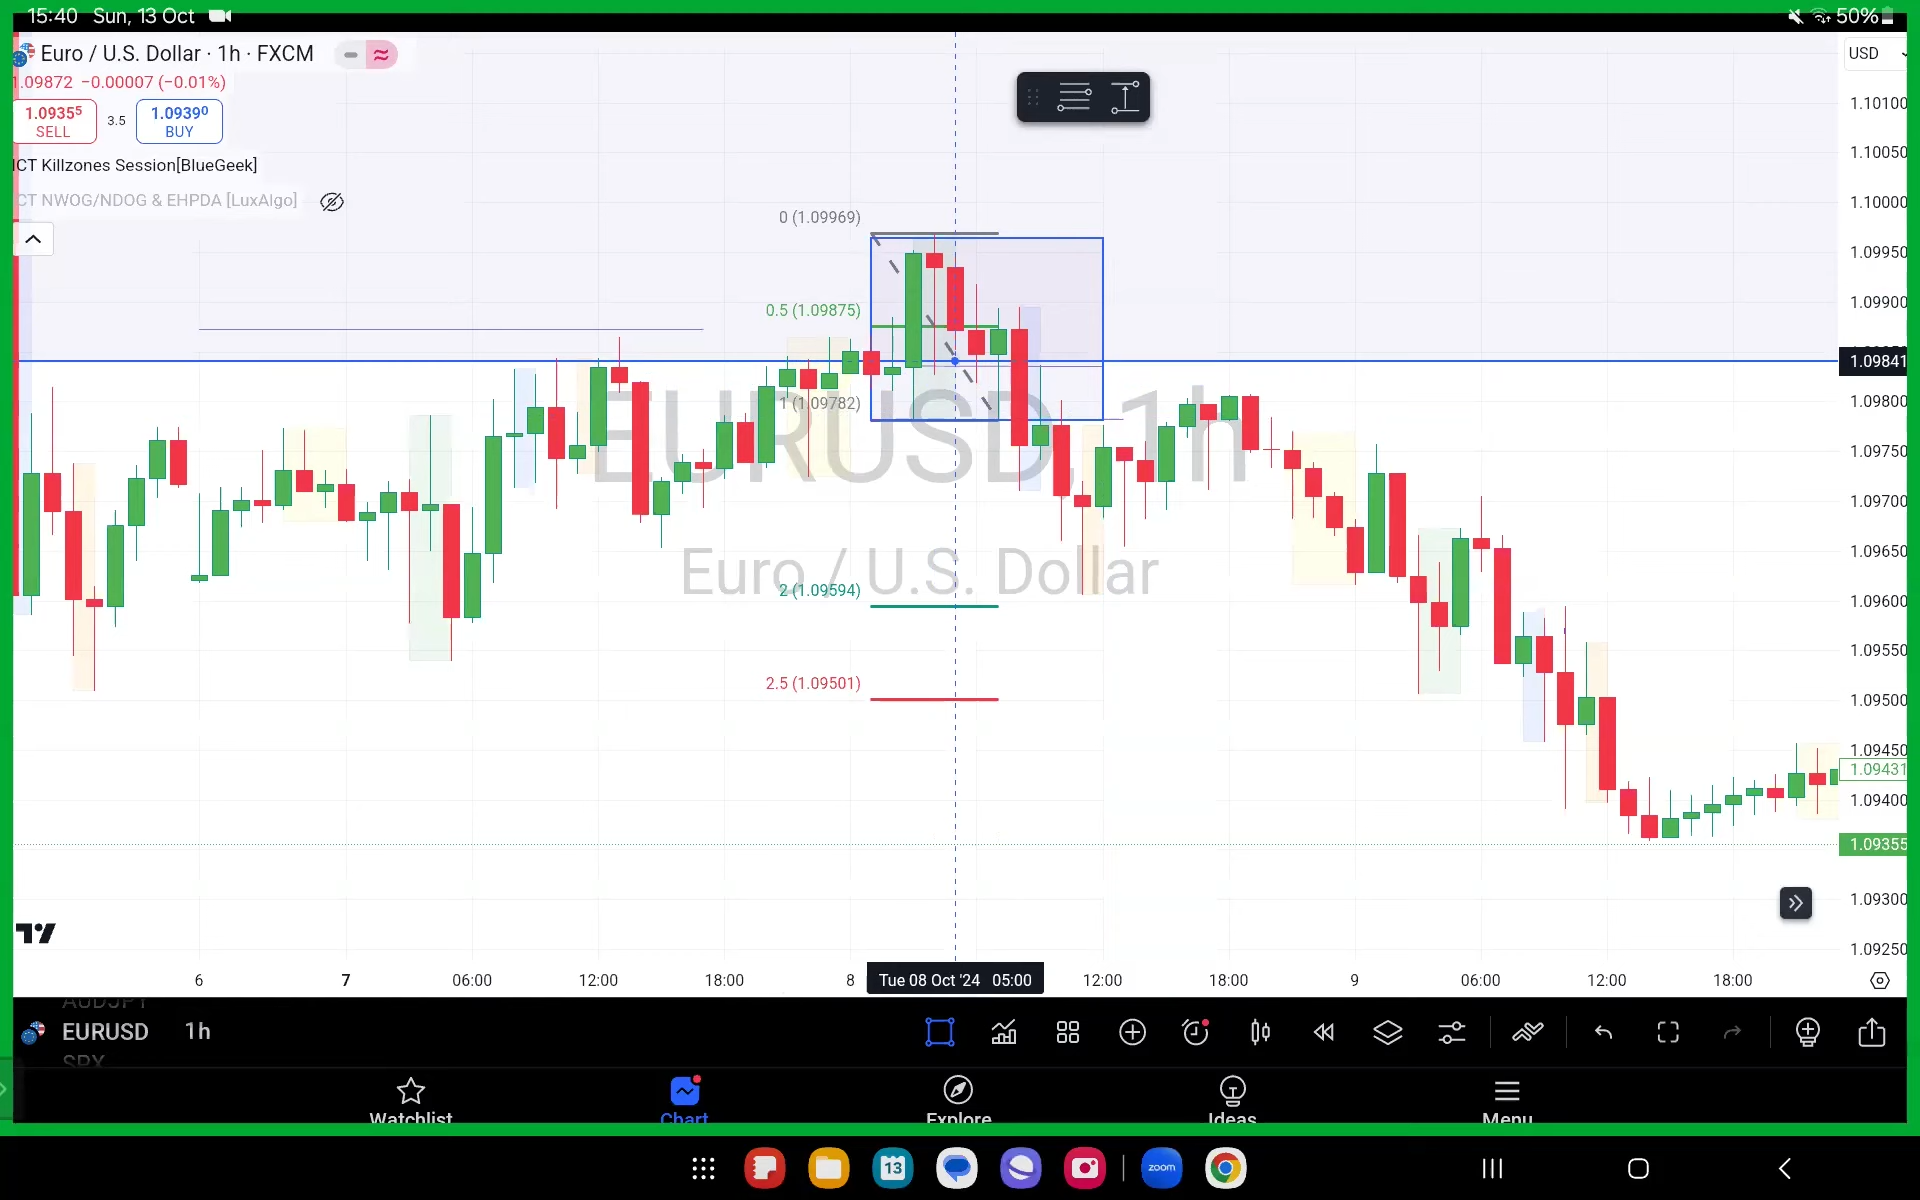 15:40 Sun, 13 Oct
50%
Euro / U.S. Dollar · 1h · FXCM
USD
1.09872 −0.00007 (−0.01%)
1.09355
SELL
3.5
1.09390
BUY
ICT Killzones Session[BlueGeek]
CT NWOG/NDOG & EHPDA [LuxAlgo]
0 (1.09969)
0.5 (1.09875)
1 (1.09782)
2 (1.09594)
2.5 (1.09501)
EURUSD, 1h
Euro / U.S. Dollar
1.10100
1.10050
1.10000
1.09950
1.09900
1.09841
1.09800
1.09750
1.09700
1.09650
1.09600
1.09550
1.09500
1.09450
1.09431
1.09400
1.09355
1.09300
1.09250
6 7 06:00 12:00 18:00 8 Tue 08 Oct '24 05:00 12:00 18:00 9 06:00 12:00 18:00
AUDJPY
EURUSD 1h
SPX
Watchlist Chart Explore Ideas Menu
13
zoom